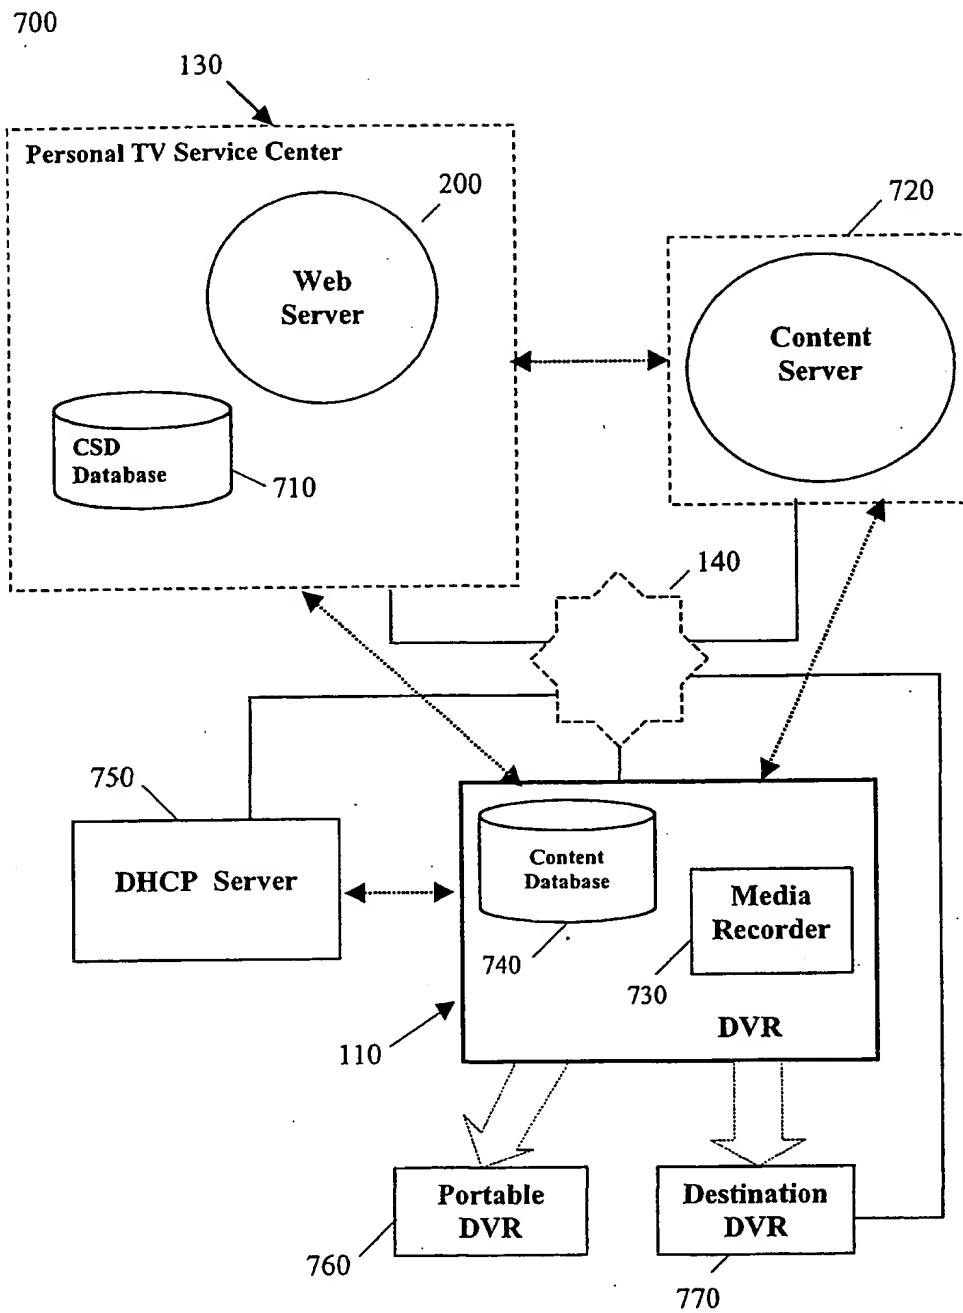 700
130
Personal TV Service Center
200
720
Web
Server
Content
Server
CSD
Database
710
140
750
DHCP Server
Content
Database
Media
Recorder
740
730
DVR
110
Portable
DVR
Destination
DVR
760
770